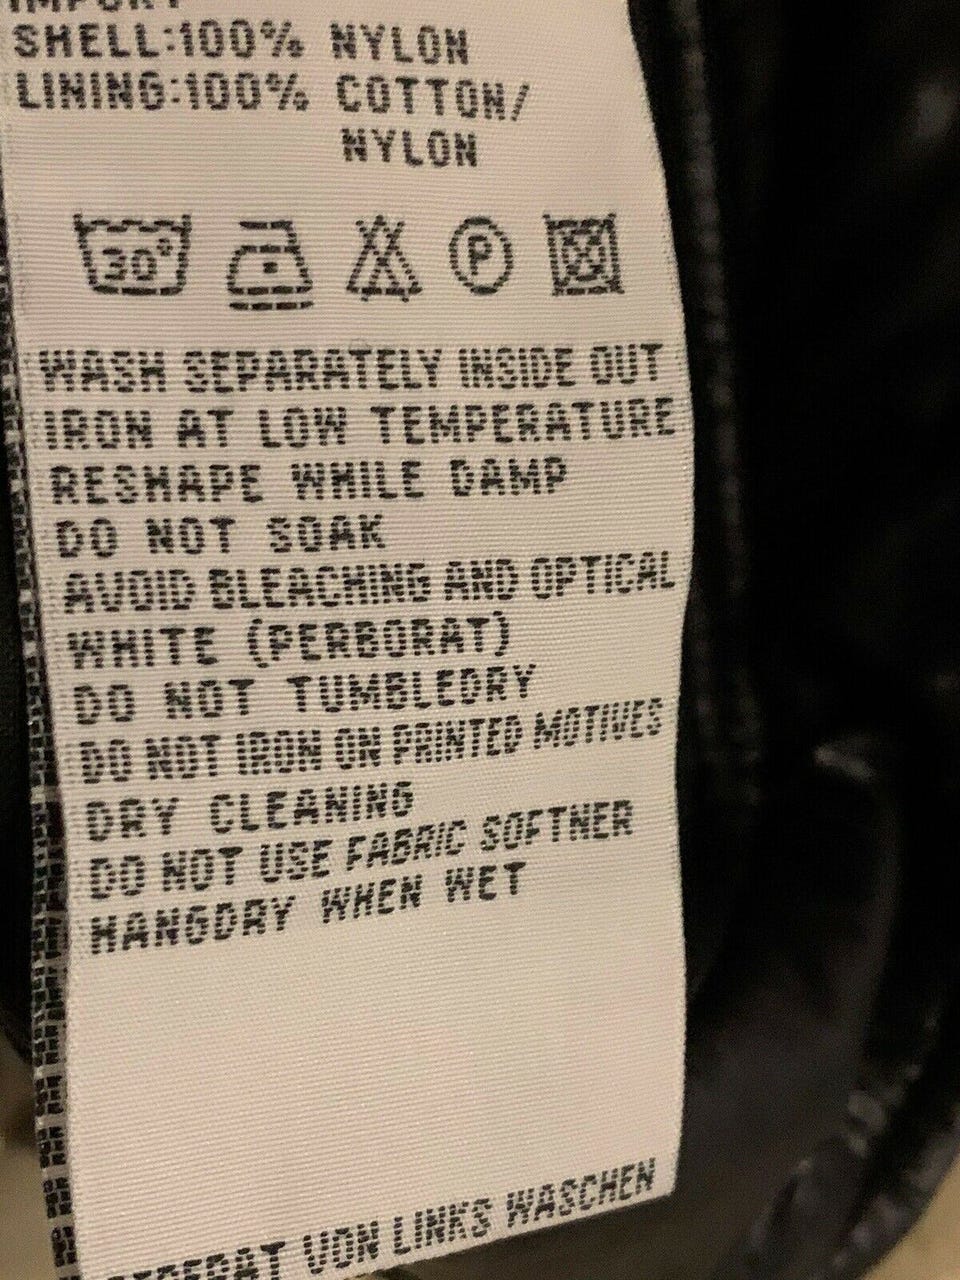 IMPORT
SHELL:100% NYLON
LINING:100% COTTON/
NYLON
30° P
WASH SEPARATELY INSIDE OUT
IRON AT LOW TEMPERATURE
RESHAPE WHILE DAMP
DO NOT SOAK
AVOID BLEACHING AND OPTICAL
WHITE (PERBORAT)
DO NOT TUMBLEDRY
DO NOT IRON ON PRINTED MOTIVES
DRY CLEANING
DO NOT USE FABRIC SOFTNER
HANGDRY WHEN WET
VON LINKS WASCHEN